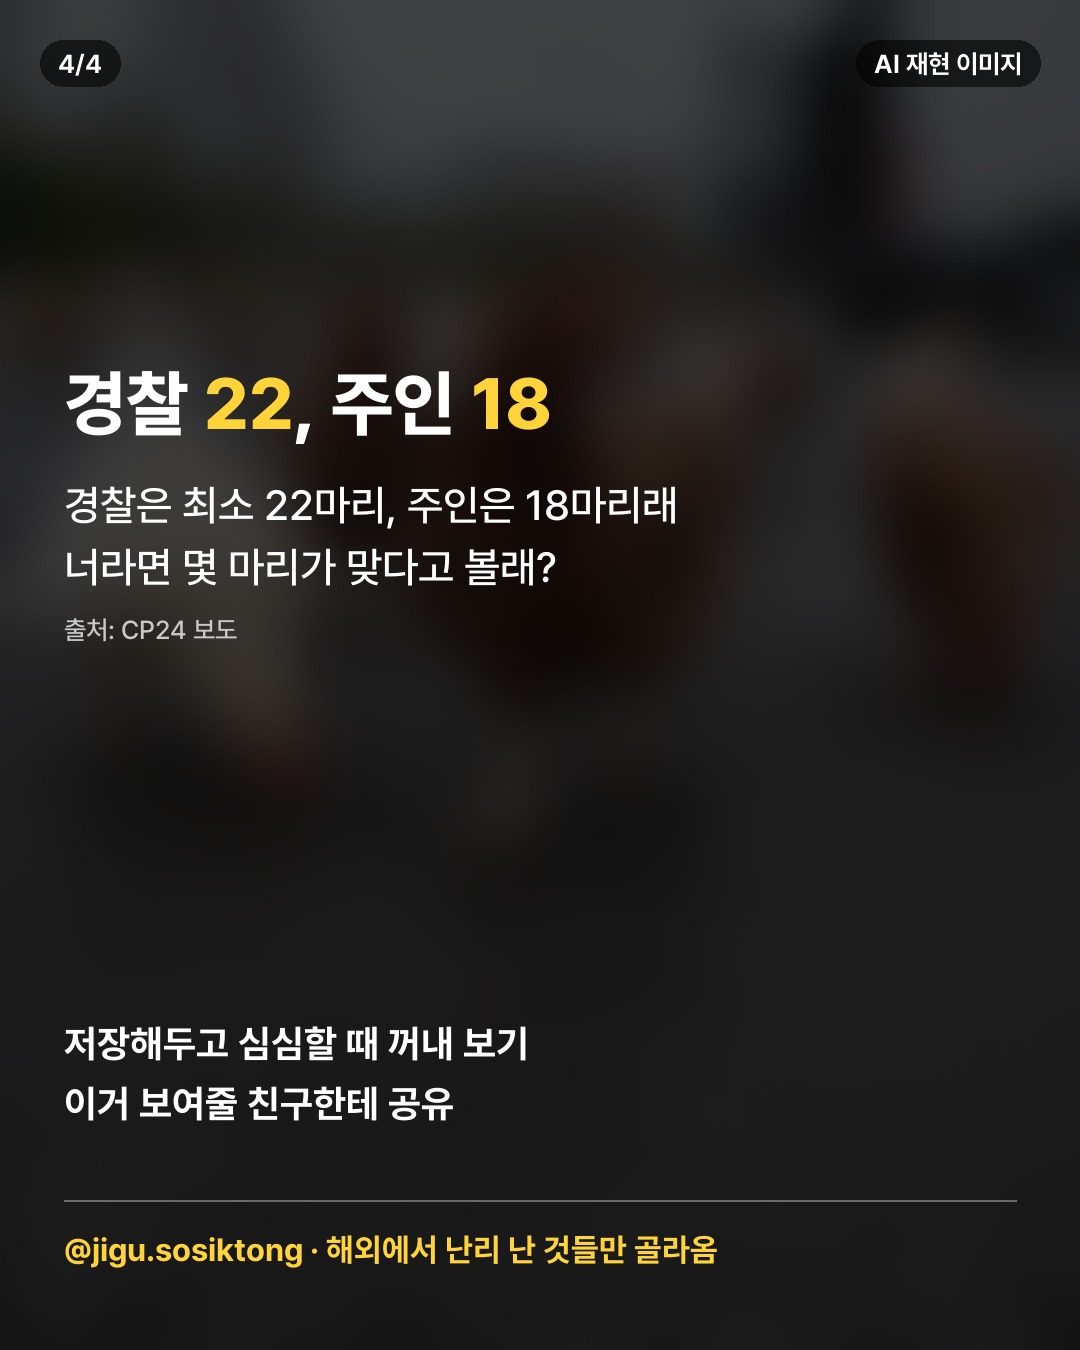 4/4
AI 재현 이미지
경찰 22, 주인 18
경찰은 최소 22마리, 주인은 18마리래
너라면 몇 마리가 맞다고 볼래?
출처: CP24 보도
저장해두고 심심할 때 꺼내 보기
이거 보여줄 친구한테 공유
@jigu.sosiktong · 해외에서 난리 난 것들만 골라옴